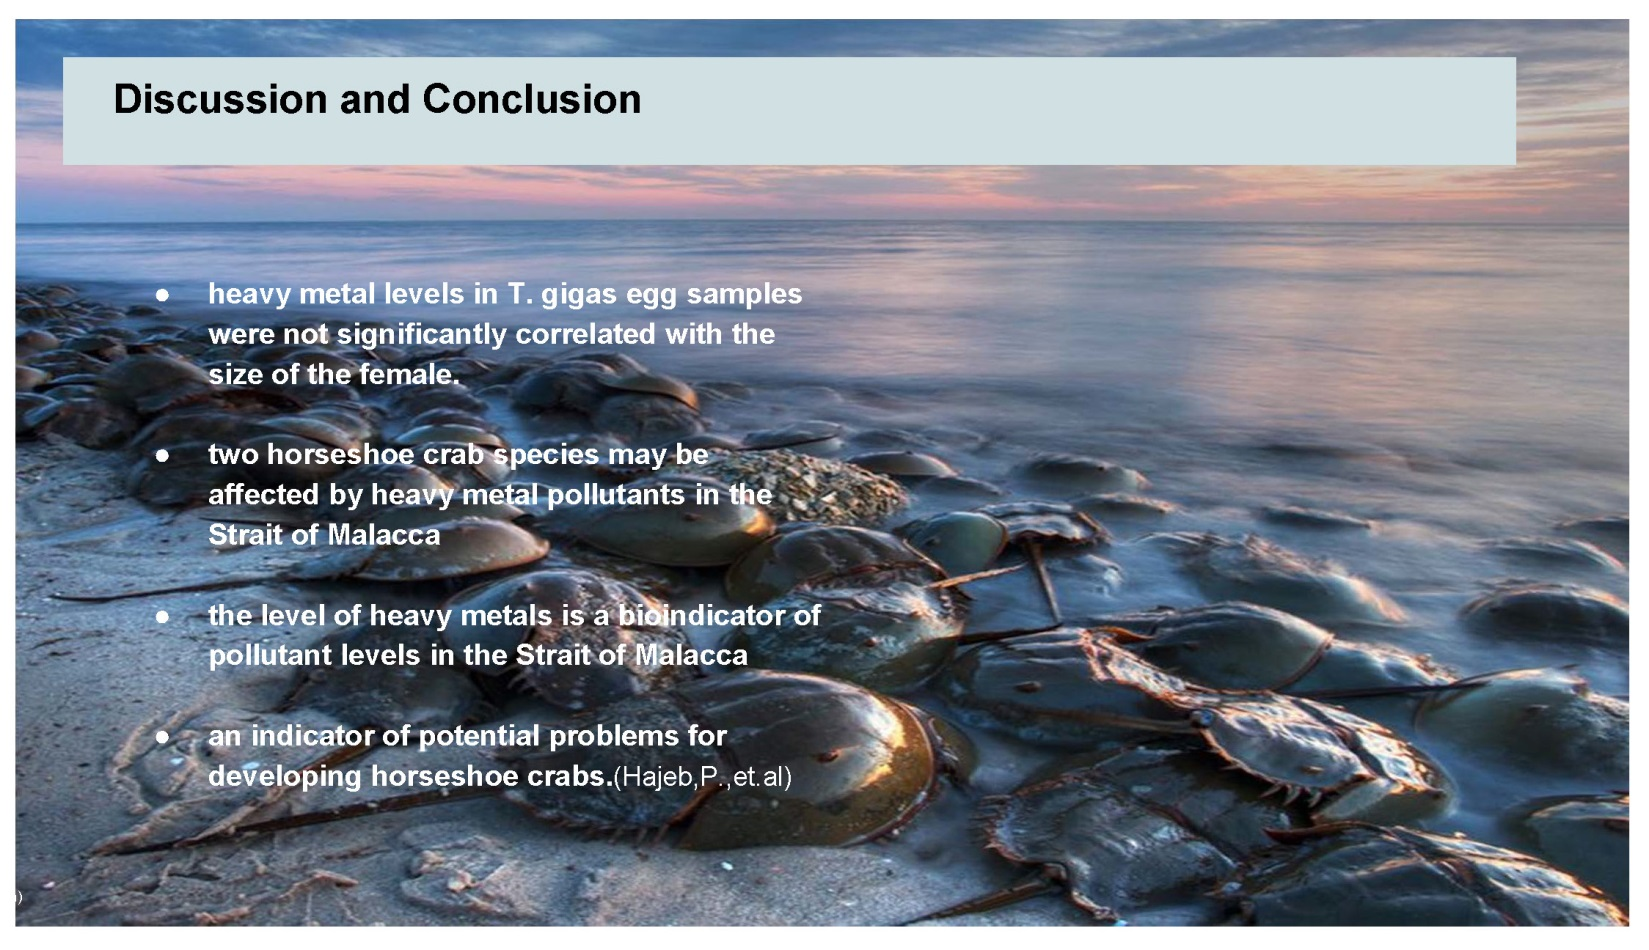 Discussion and Conclusion
● heavy metal levels in T. gigas egg samples
were not significantly correlated with the
size of the female.
● two horseshoe crab species may be
affected by heavy metal pollutants in the
Strait of Malacca
● the level of heavy metals is a bioindicator of
pollutant levels in the Strait of Malacca
● an indicator of potential problems for
developing horseshoe crabs.(Hajeb,P.,et.al)